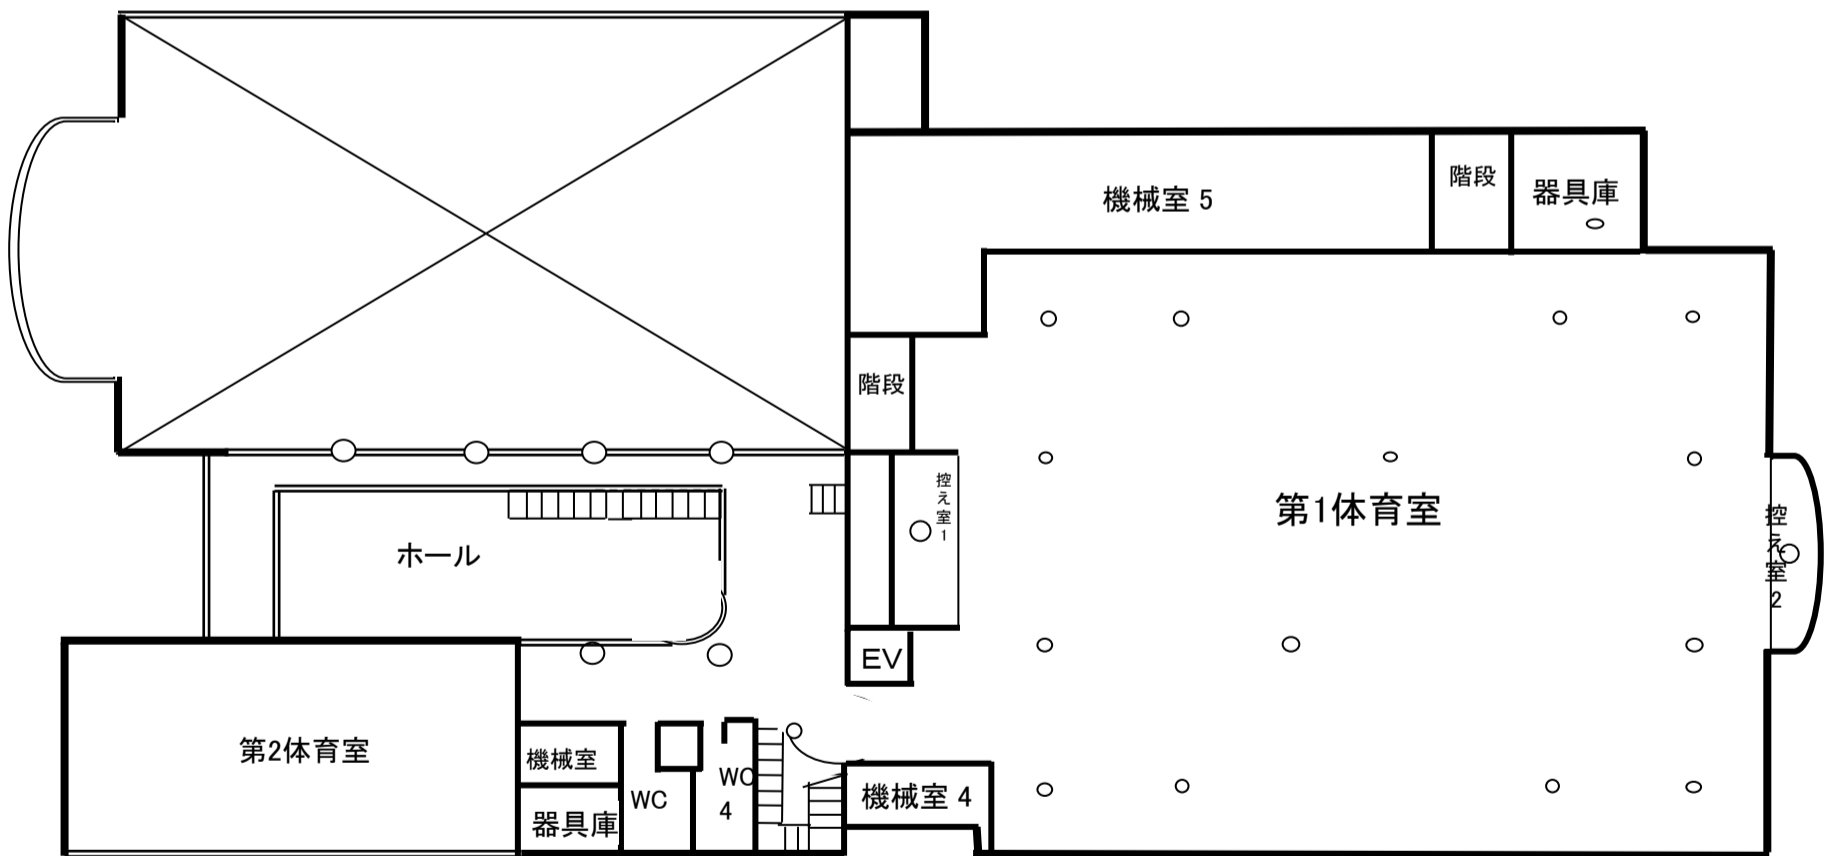 機械室 5
階段
器具庫
階段
控え室1
第1体育室
控え室2
ホール
EV
第2体育室
機械室
WC
WC
4
機械室 4
器具庫